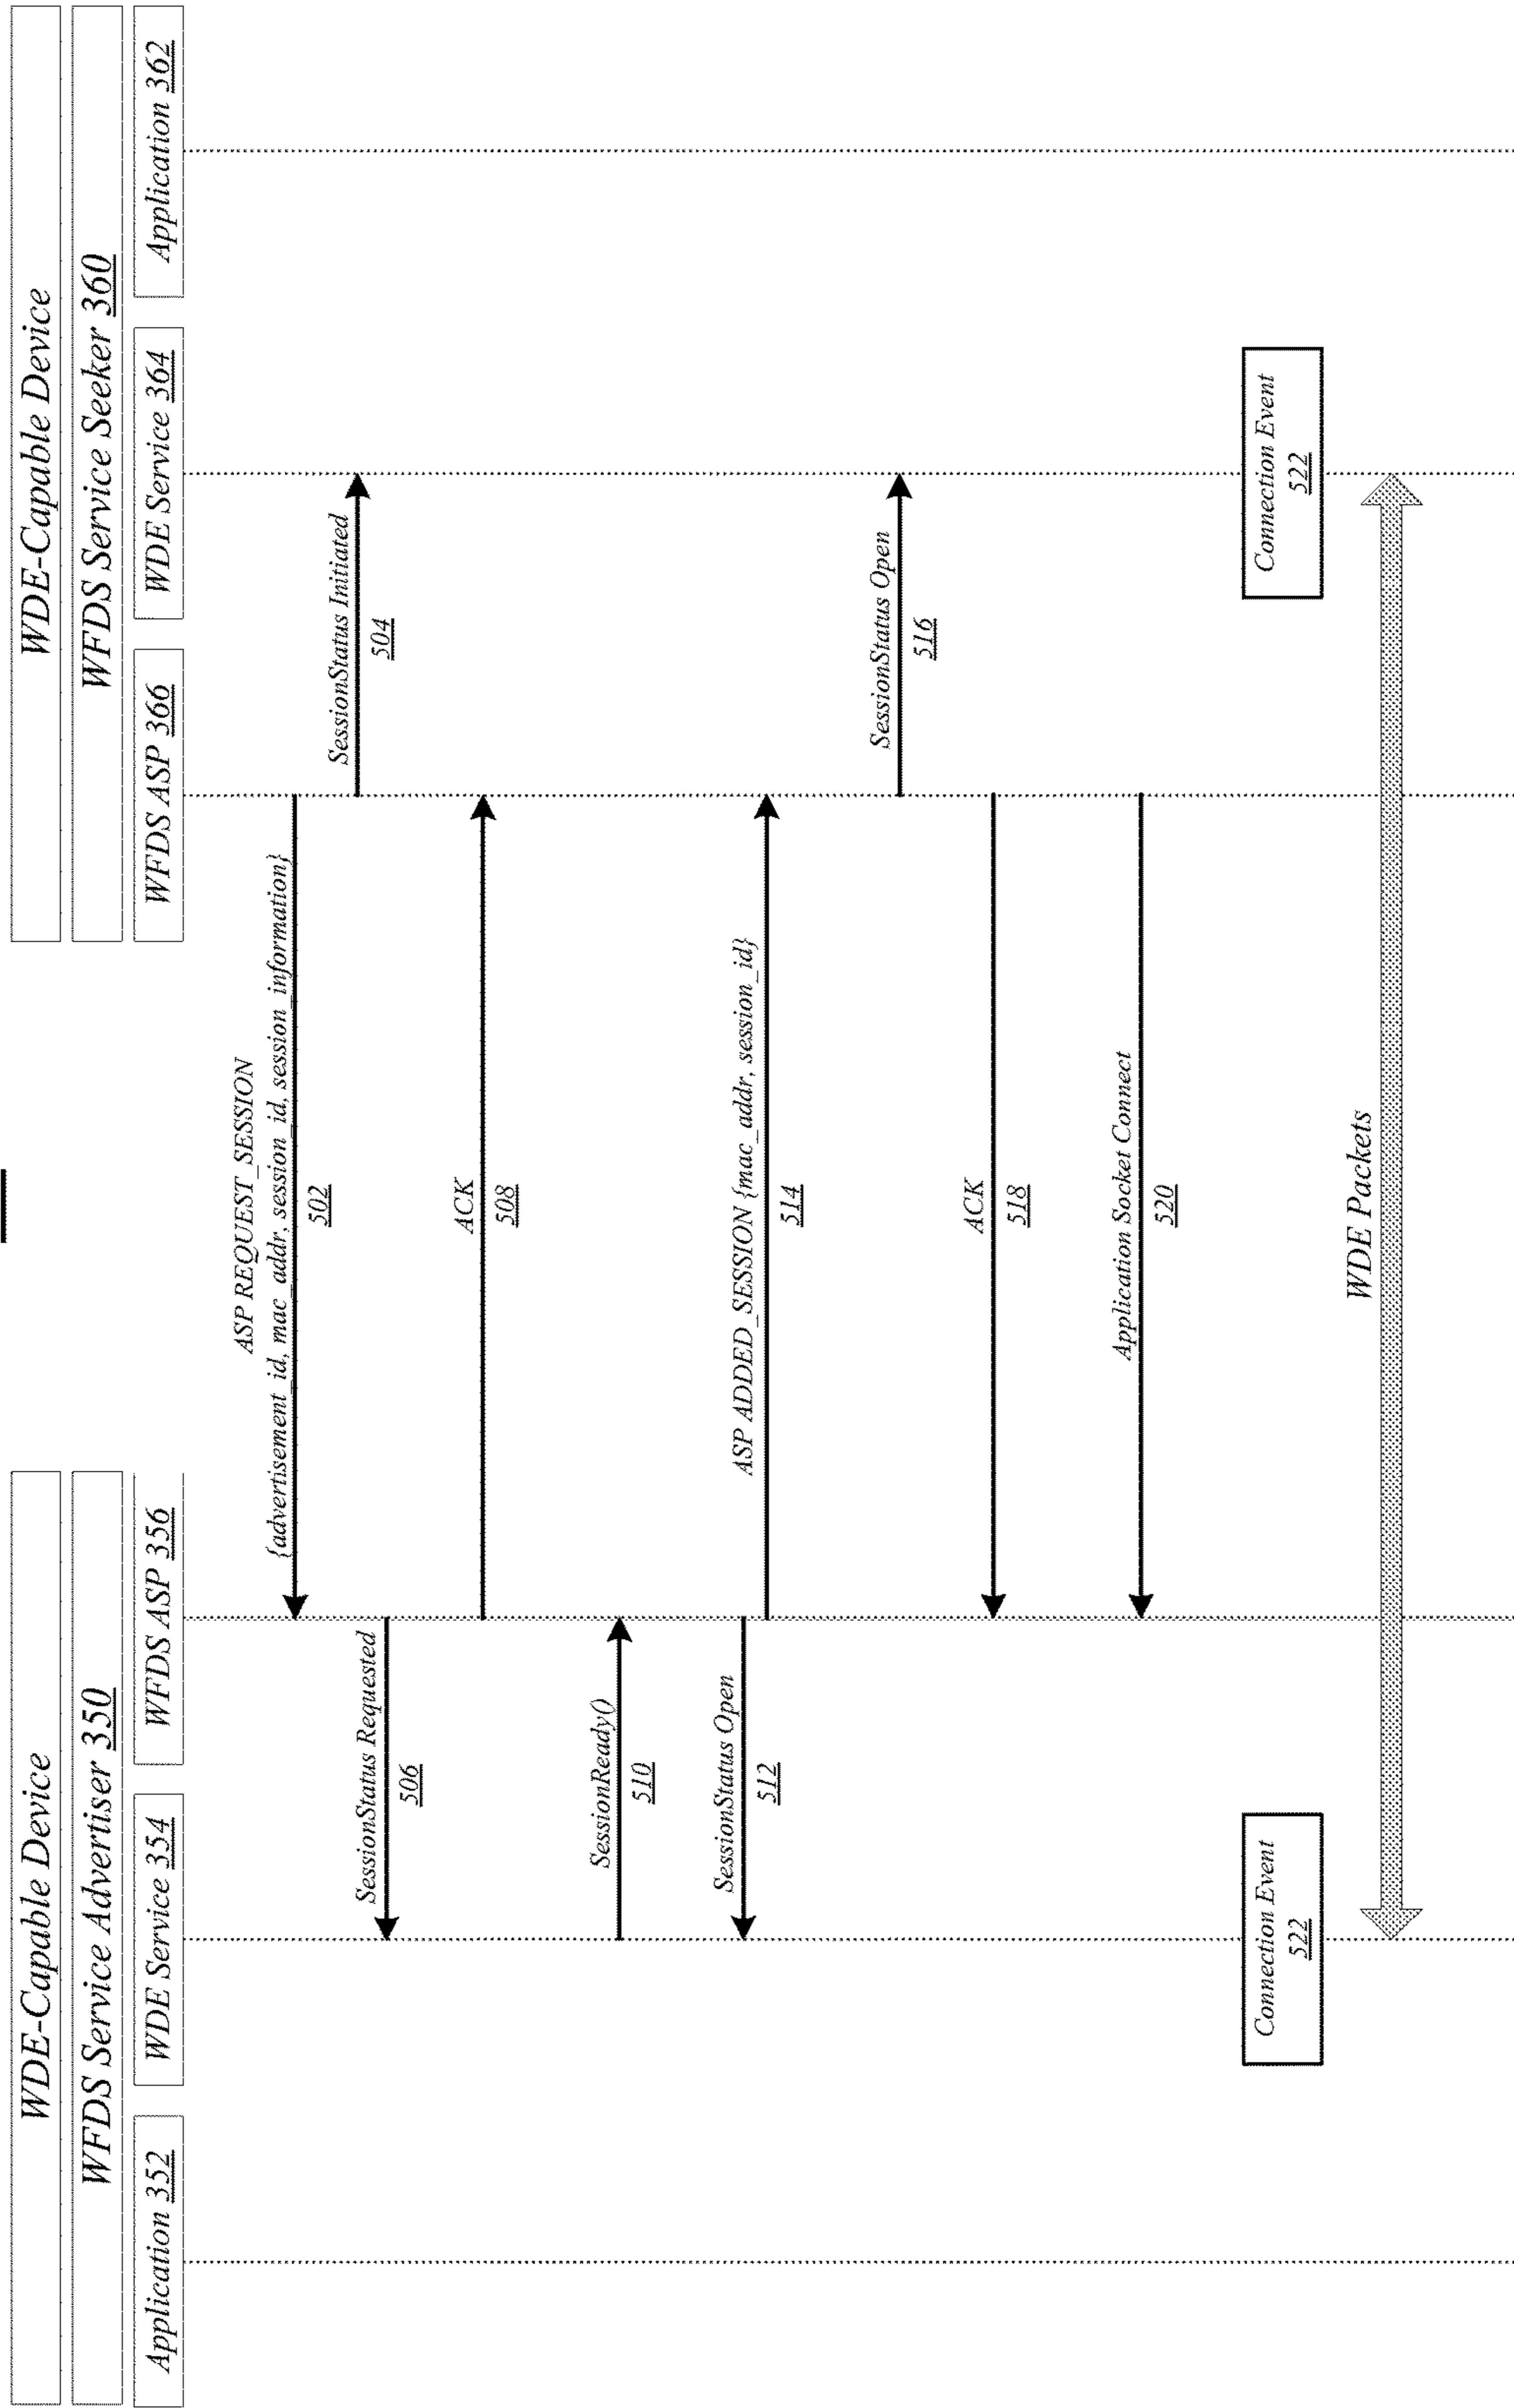 WDE-Capable Device
WFDS Service Advertiser 350
Application 352
WDE Service 354
WFDS ASP 356
WDE-Capable Device
WFDS Service Seeker 360
WFDS ASP 366
WDE Service 364
Application 362
ASP REQUEST_SESSION
{advertisement_id, mac_addr, session_id, session_information}
502
SessionStatus Initiated
504
SessionStatus Requested
506
ACK
508
SessionReady()
510
SessionStatus Open
512
ASP ADDED_SESSION {mac_addr, session_id}
514
SessionStatus Open
516
ACK
518
Application Socket Connect
520
Connection Event
522
Connection Event
522
WDE Packets